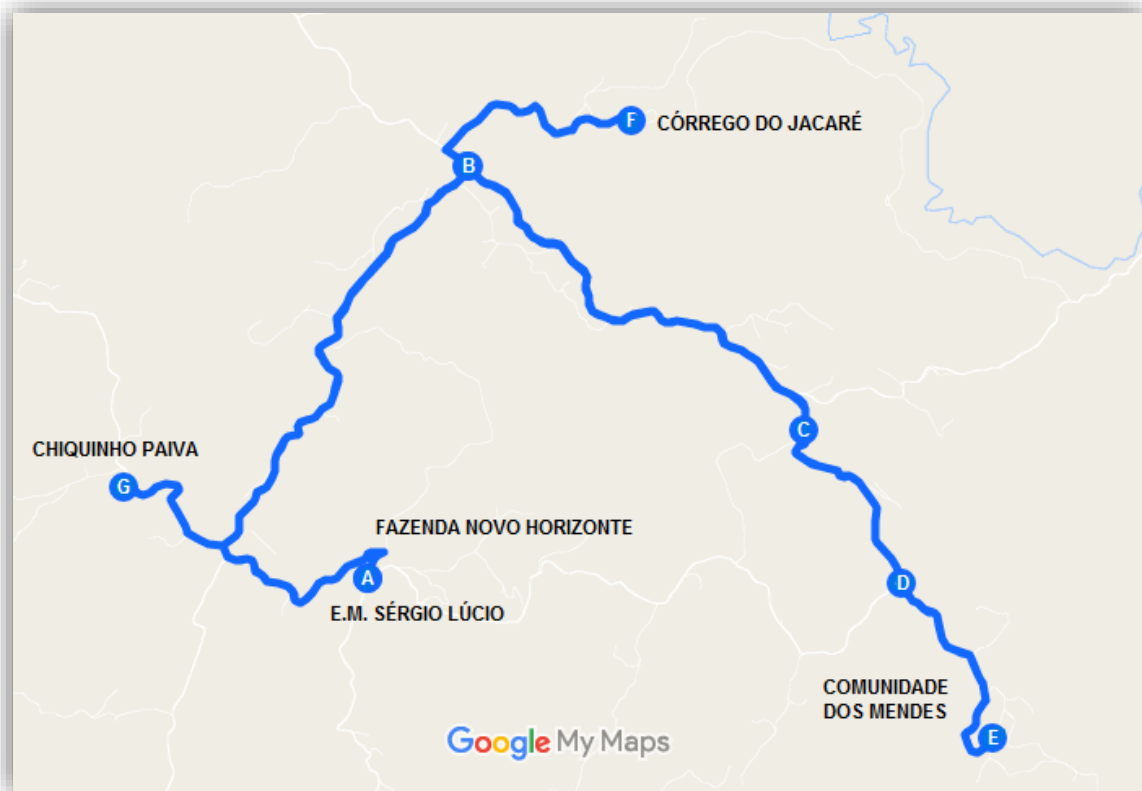 F CÓRREGO DO JACARÉ
B
C
CHIQUINHO PAIVA
G
FAZENDA NOVO HORIZONTE
A
D
E.M. SÉRGIO LÚCIO
COMUNIDADE
DOS MENDES
E
Google My Maps